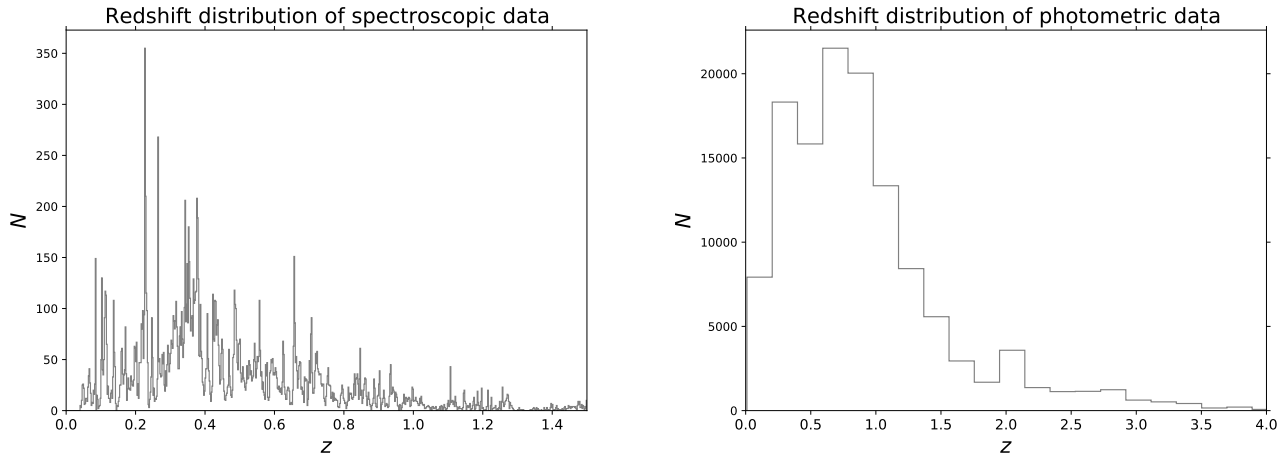 Redshift distribution of spectroscopic data
350
300
250
200
150
100
50
0
N
0.0 0.2 0.4 0.6 0.8 1.0 1.2 1.4
z
Redshift distribution of photometric data
20000
15000
10000
5000
0
N
0.0 0.5 1.0 1.5 2.0 2.5 3.0 3.5 4.0
z